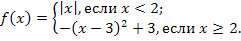 f(x) = {|x|, если x < 2;
−(x − 3)² + 3, если x ≥ 2.